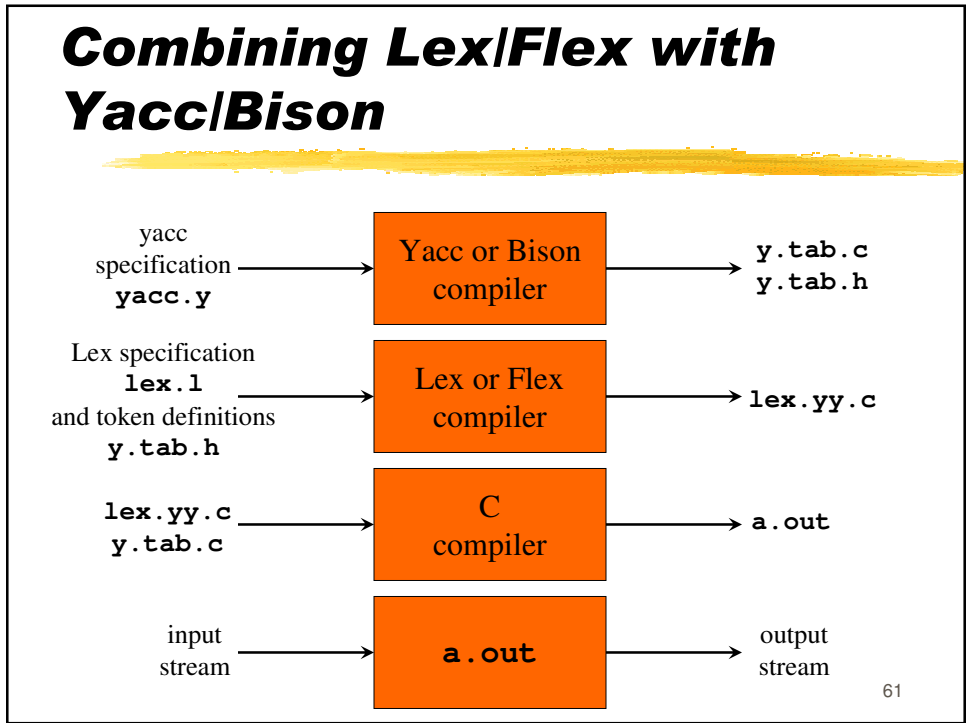 Combining Lex/Flex with
Yacc/Bison
yacc
specification
yacc.y
Yacc or Bison
compiler
y.tab.c
y.tab.h
Lex specification
lex.l
and token definitions
y.tab.h
Lex or Flex
compiler
lex.yy.c
lex.yy.c
y.tab.c
C
compiler
a.out
input
stream
a.out
output
stream
61